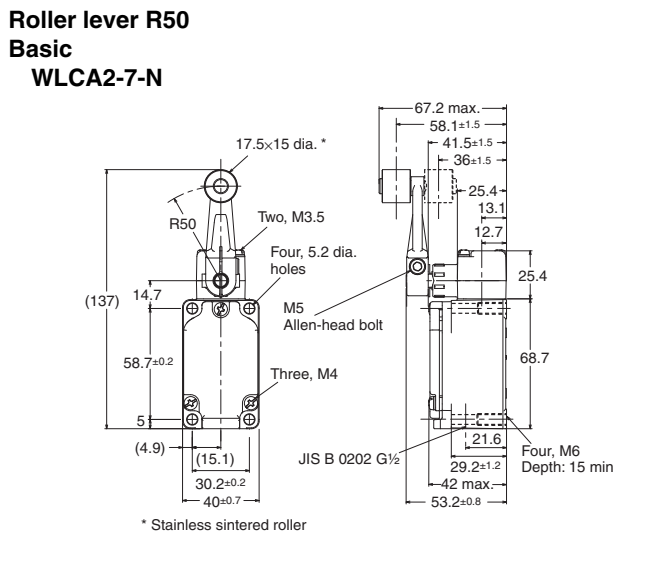 Roller lever R50
Basic
WLCA2-7-N
67.2 max.
58.1±1.5
17.5×15 dia. *
41.5±1.5
36±1.5
25.4
13.1
R50
Two, M3.5
12.7
Four, 5.2 dia.
holes
25.4
(137)
14.7
M5
Allen-head bolt
58.7±0.2
68.7
Three, M4
5
(4.9)
(15.1)
JIS B 0202 G½
21.6
Four, M6
Depth: 15 min
29.2±1.2
30.2±0.2
42 max.
40±0.7
53.2±0.8
* Stainless sintered roller